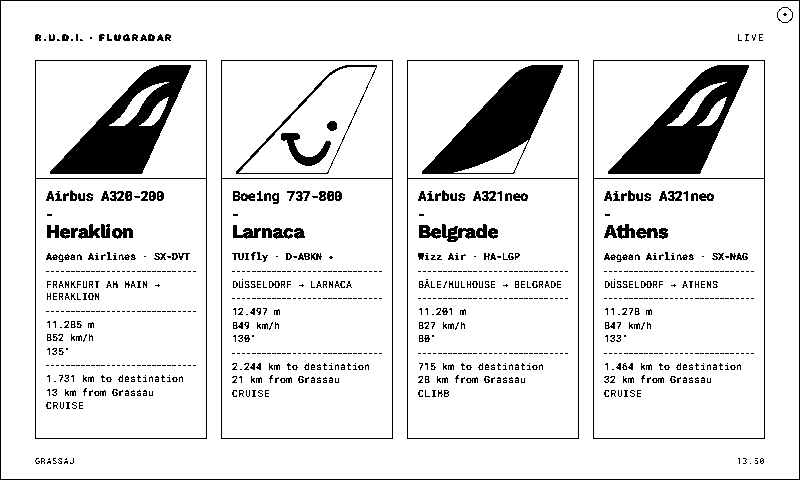 R.U.D.I. · FLUGRADAR
LIVE
Airbus A320-200
-
Heraklion
Aegean Airlines · SX-DVT
FRANKFURT AM MAIN →
HERAKLION
11.285 m
852 km/h
135°
1.731 km to destination
13 km from Grassau
CRUISE
Boeing 737-800
-
Larnaca
TUIfly · D-ABKN ✦
DÜSSELDORF → LARNACA
12.497 m
849 km/h
130°
2.244 km to destination
21 km from Grassau
CRUISE
Airbus A321neo
-
Belgrade
Wizz Air · HA-LGP
BÂLE/MULHOUSE → BELGRADE
11.201 m
827 km/h
80°
715 km to destination
28 km from Grassau
CLIMB
Airbus A321neo
-
Athens
Aegean Airlines · SX-NAG
DÜSSELDORF → ATHENS
11.278 m
847 km/h
133°
1.464 km to destination
32 km from Grassau
CRUISE
GRASSAU
13.50